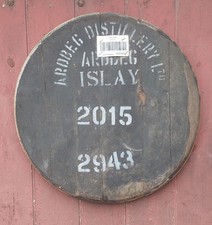 ARDBEG DISTILLERY LTD
ARDBEG
ISLAY
2015
2943